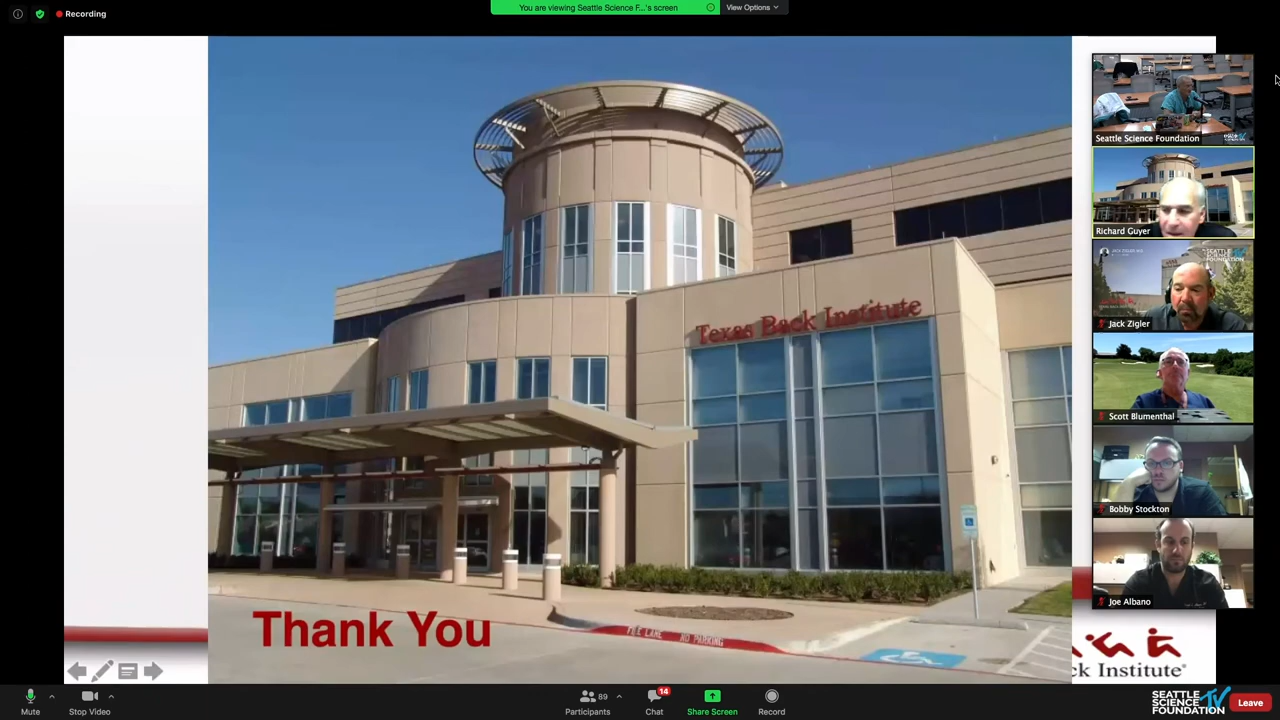 Recording
You are viewing Seattle Science F...'s screen
View Options
Seattle Science Foundation
Richard Guyer
Jack Zigler
Scott Blumenthal
Bobby Stockton
Joe Albano
Texas Back Institute
FIRE LANE NO PARKING
Thank You
ck Institute®
Mute
Stop Video
89
Participants
14
Chat
Share Screen
Record
SEATTLE
SCIENCE
FOUNDATION
TV
Leave